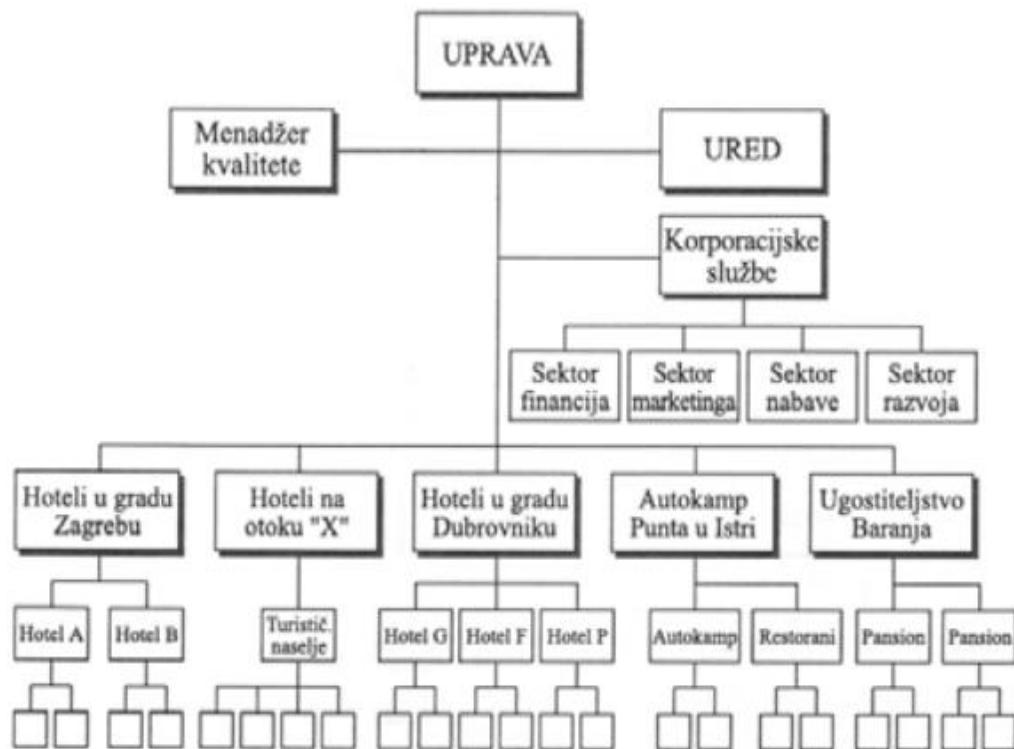 UPRAVA
Menadžer
kvalitete
URED
Korporacijske
službe
Sektor
financija
Sektor
marketinga
Sektor
nabave
Sektor
razvoja
Hoteli u gradu
Zagrebu
Hoteli na
otoku "X"
Hoteli u gradu
Dubrovniku
Autokamp
Punta u Istri
Ugostiteljstvo
Baranja
Hotel A
Hotel B
Turistič.
naselje
Hotel G
Hotel F
Hotel P
Autokamp
Restorani
Pansion
Pansion